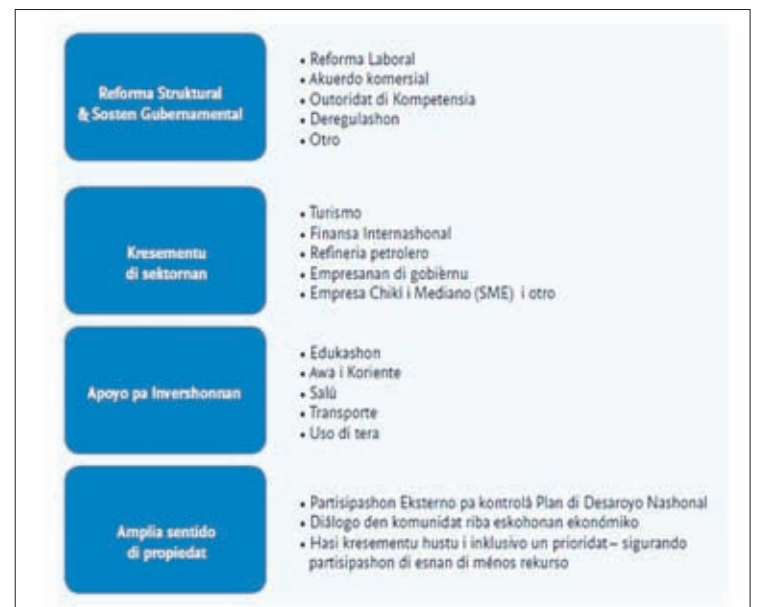 Reforma Struktural
& Sosten Gubernamental
• Reforma Laboral
• Akuerdo komersial
• Outoridat di Kompetensia
• Deregulashon
• Otro
Kresementu
di sektornan
• Turismo
• Finansa Internashonal
• Refineria petrolero
• Empresanan di gobièrnu
• Empresa Chikí i Mediano (SME) i otro
Apoyo pa Invershonnan
• Edukashon
• Awa i Koriente
• Salú
• Transporte
• Uso di tera
Amplia sentido
di propiedat
• Partisipashon Eksterno pa kontrolá Plan di Desaroyo Nashonal
• Diálogo den komunidat riba eskohonan ekonómiko
• Hasi kresementu hustu i inklusivo un prioridat – sigurando
partisipashon di esnan di ménos rekurso